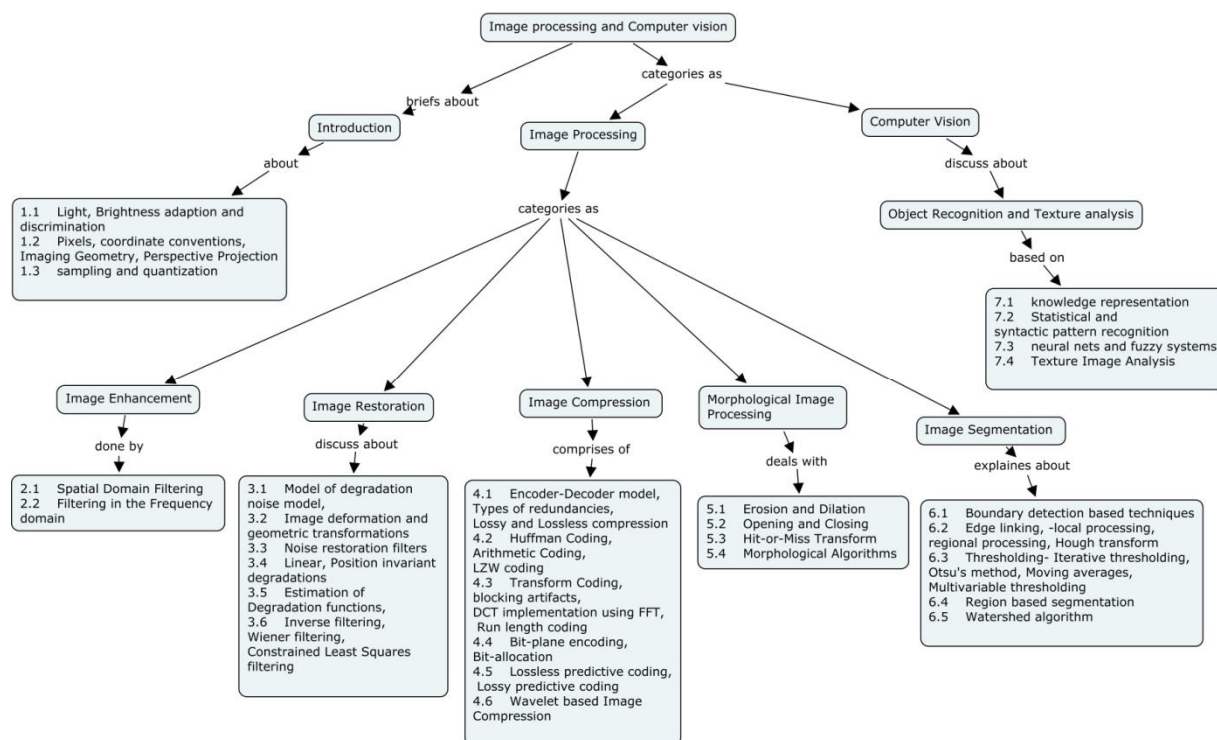 Image processing and Computer vision
categories as
briefs about
Introduction
Image Processing
Computer Vision
about
discuss about
1.1 Light, Brightness adaption and
discrimination
1.2 Pixels, coordinate conventions,
Imaging Geometry, Perspective Projection
1.3 sampling and quantization
categories as
Object Recognition and Texture analysis
based on
7.1 knowledge representation
7.2 Statistical and
syntactic pattern recognition
7.3 neural nets and fuzzy systems
7.4 Texture Image Analysis
Image Enhancement
done by
2.1 Spatial Domain Filtering
2.2 Filtering in the Frequency
domain
Image Restoration
discuss about
3.1 Model of degradation
noise model,
3.2 Image deformation and
geometric transformations
3.3 Noise restoration filters
3.4 Linear, Position invariant
degradations
3.5 Estimation of
Degradation functions,
3.6 Inverse filtering,
Wiener filtering,
Constrained Least Squares
filtering
Image Compression
comprises of
4.1 Encoder-Decoder model,
Types of redundancies,
Lossy and Lossless compression
4.2 Huffman Coding,
Arithmetic Coding,
LZW coding
4.3 Transform Coding,
blocking artifacts,
DCT implementation using FFT,
Run length coding
4.4 Bit-plane encoding,
Bit-allocation
4.5 Lossless predictive coding,
Lossy predictive coding
4.6 Wavelet based Image
Compression
Morphological Image
Processing
deals with
5.1 Erosion and Dilation
5.2 Opening and Closing
5.3 Hit-or-Miss Transform
5.4 Morphological Algorithms
Image Segmentation
explaines about
6.1 Boundary detection based techniques
6.2 Edge linking, -local processing,
regional processing, Hough transform
6.3 Thresholding- Iterative thresholding,
Otsu's method, Moving averages,
Multivariable thresholding
6.4 Region based segmentation
6.5 Watershed algorithm